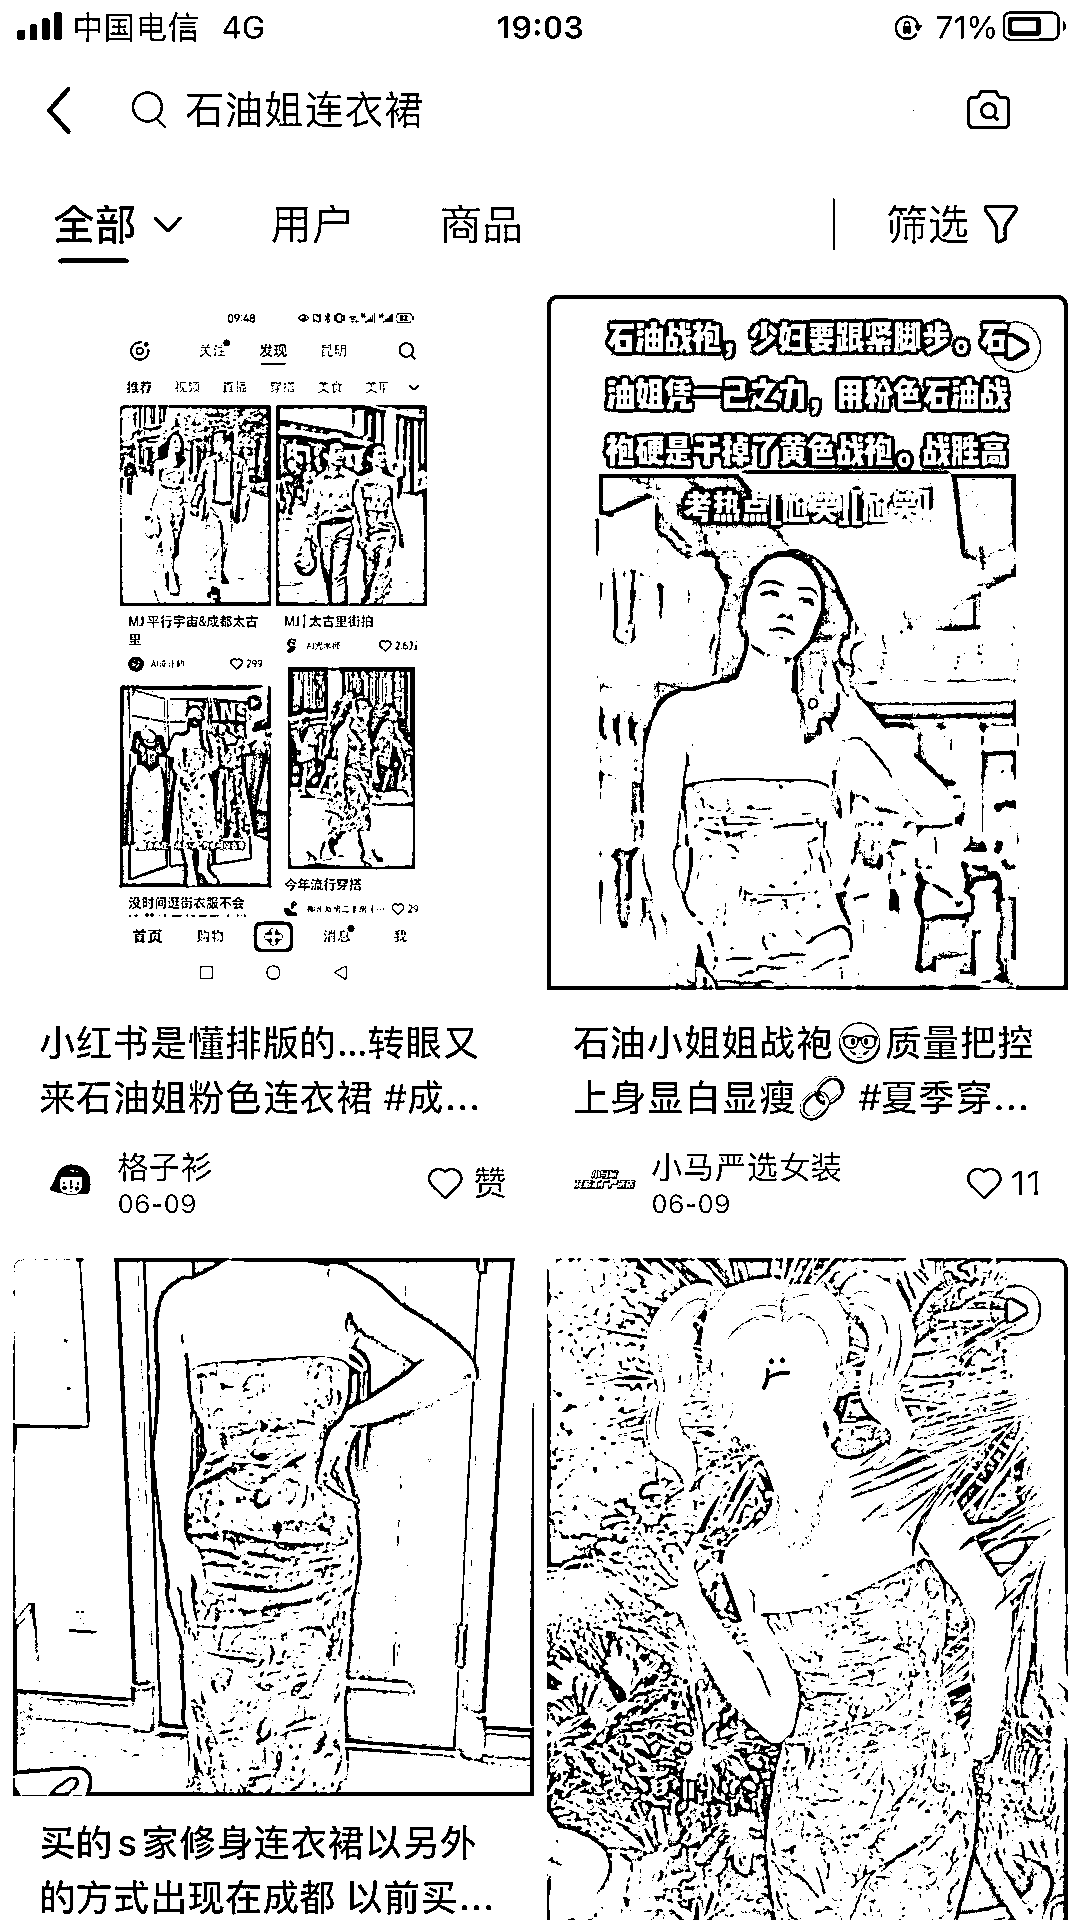 中国电信 4G 19:03 71%
石油姐连衣裙
全部 用户 商品 筛选
09:48
关注 发现 昆明
推荐 视频 直播 穿搭 美食 美甲
MJ平行宇宙&成都太古
里
299
MJ|太古里街拍
2.6万
没时间逛街衣服不会
今年流行穿搭
29
首页 购物 消息 我
石油战袍，少妇要跟紧脚步。石
油姐凭一己之力，用粉色石油战
袍硬是干掉了黄色战袍。战胜高
考热点[尬笑][尬笑]
小红书是懂排版的...转眼又
来石油姐粉色连衣裙 #成...
格子衫
06-09
赞
石油小姐姐战袍🤓质量把控
上身显白显瘦🔗 #夏季穿...
小马严选女装
06-09
11
买的s家修身连衣裙以另外
的方式出现在成都 以前买...